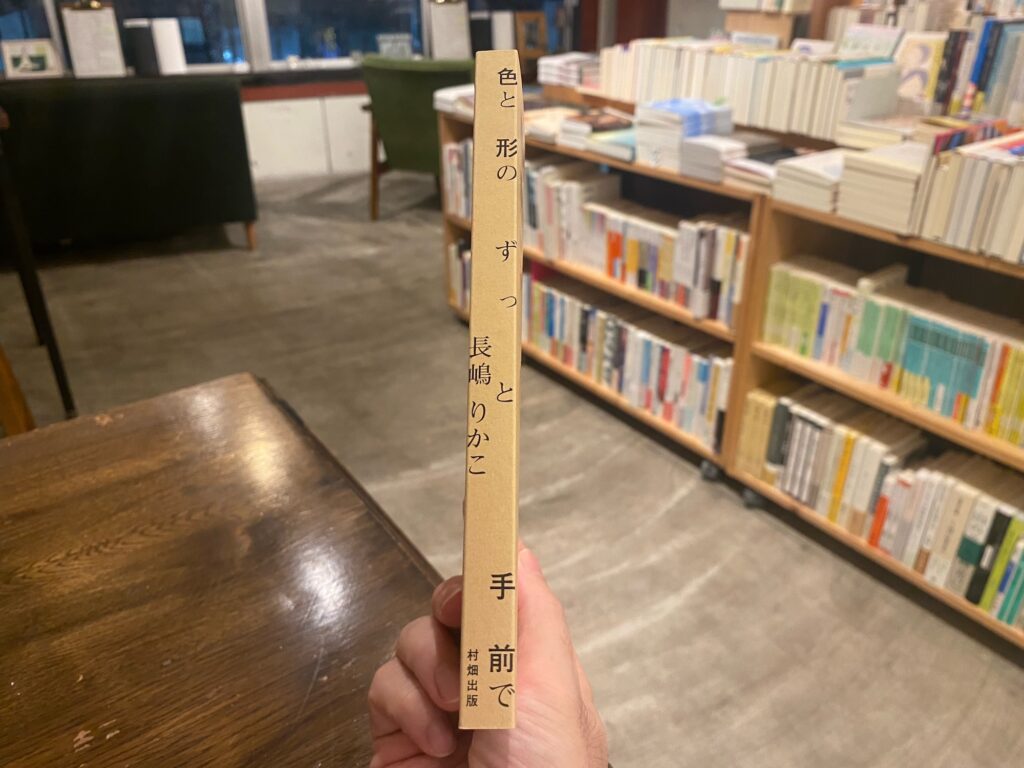 色と形のずっと手前で
長嶋りかこ
村畑出版